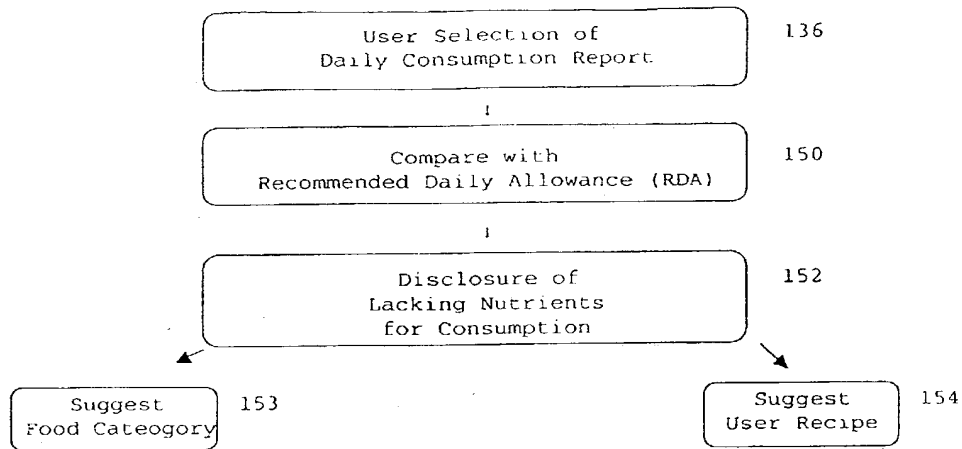 User Selection of
Daily Consumption Report
136
Compare with
Recommended Daily Allowance (RDA)
150
Disclosure of
Lacking Nutrients
for Consumption
152
Suggest
Food Cateogory
153
Suggest
User Recipe
154